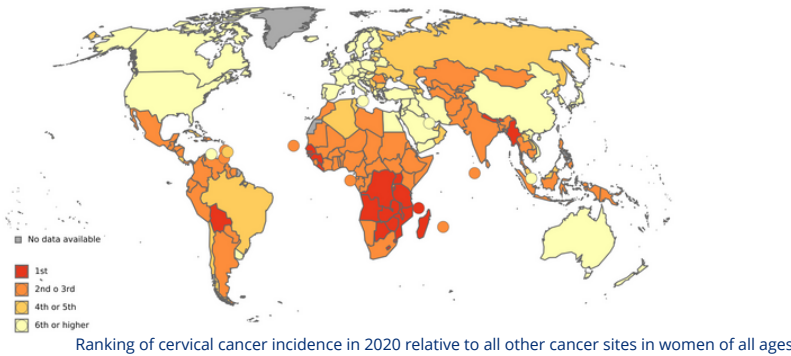 No data available
1st
2nd o 3rd
4th or 5th
6th or higher
Ranking of cervical cancer incidence in 2020 relative to all other cancer sites in women of all ages